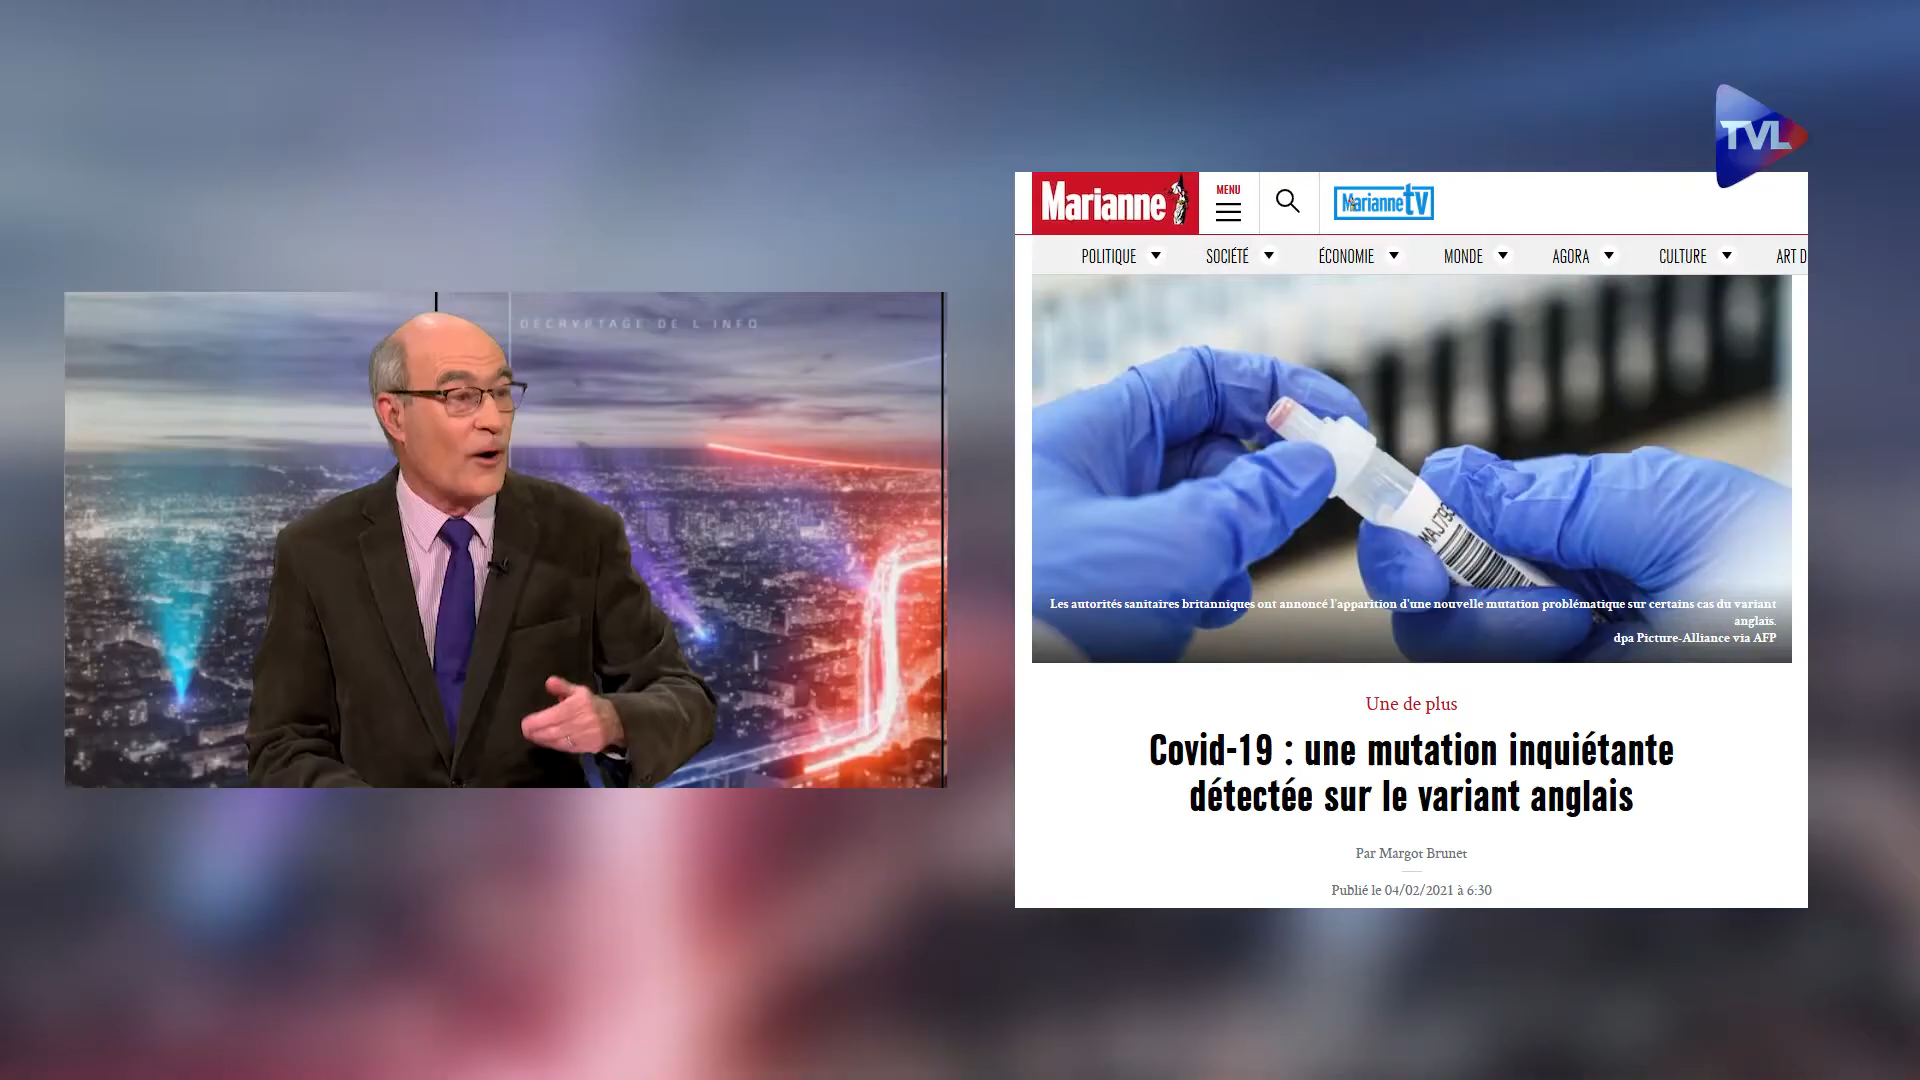 TVL
Marianne
MENU
Marianne tv
POLITIQUE SOCIÉTÉ ÉCONOMIE MONDE AGORA CULTURE ART D
DECRYPTAGE DE L INFO
MAJ793
Les autorités sanitaires britanniques ont annoncé l'apparition d'une nouvelle mutation problématique sur certains cas du variant
anglais.
dpa Picture-Alliance via AFP
Une de plus
Covid-19 : une mutation inquiétante
détectée sur le variant anglais
Par Margot Brunet
Publié le 04/02/2021 à 6:30